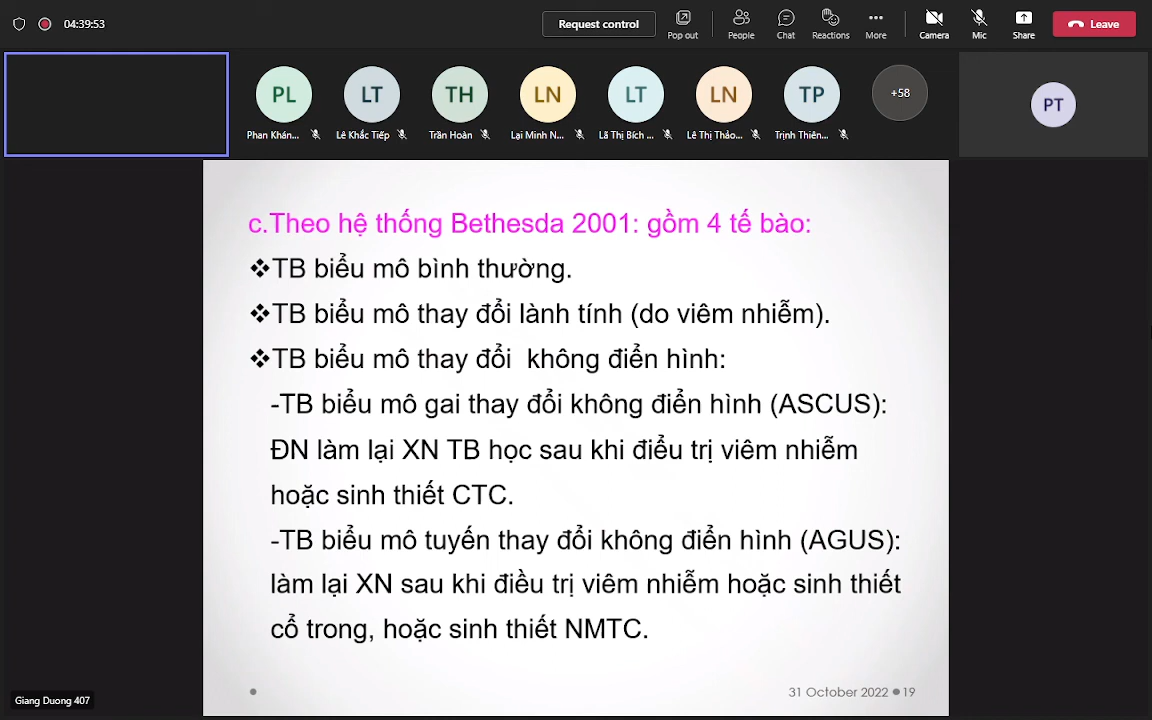 04:39:53
Request control
Pop out
People
Chat
Reactions
More
Camera
Mic
Share
Leave
PL
LT
TH
LN
LT
LN
TP
+58
PT
Phan Khán...
Lê Khắc Tiếp
Trần Hoàn
Lại Minh N...
Lã Thị Bích ...
Lê Thị Thảo...
Trịnh Thiên...
c.Theo hệ thống Bethesda 2001: gồm 4 tế bào:
❖TB biểu mô bình thường.
❖TB biểu mô thay đổi lành tính (do viêm nhiễm).
❖TB biểu mô thay đổi  không điển hình:
-TB biểu mô gai thay đổi không điển hình (ASCUS):
ĐN làm lại XN TB học sau khi điểu trị viêm nhiễm
hoặc sinh thiết CTC.
-TB biểu mô tuyến thay đổi không điển hình (AGUS):
làm lại XN sau khi điều trị viêm nhiễm hoặc sinh thiết
cổ trong, hoặc sinh thiết NMTC.
31 October 2022 ● 19
Giang Duong 407